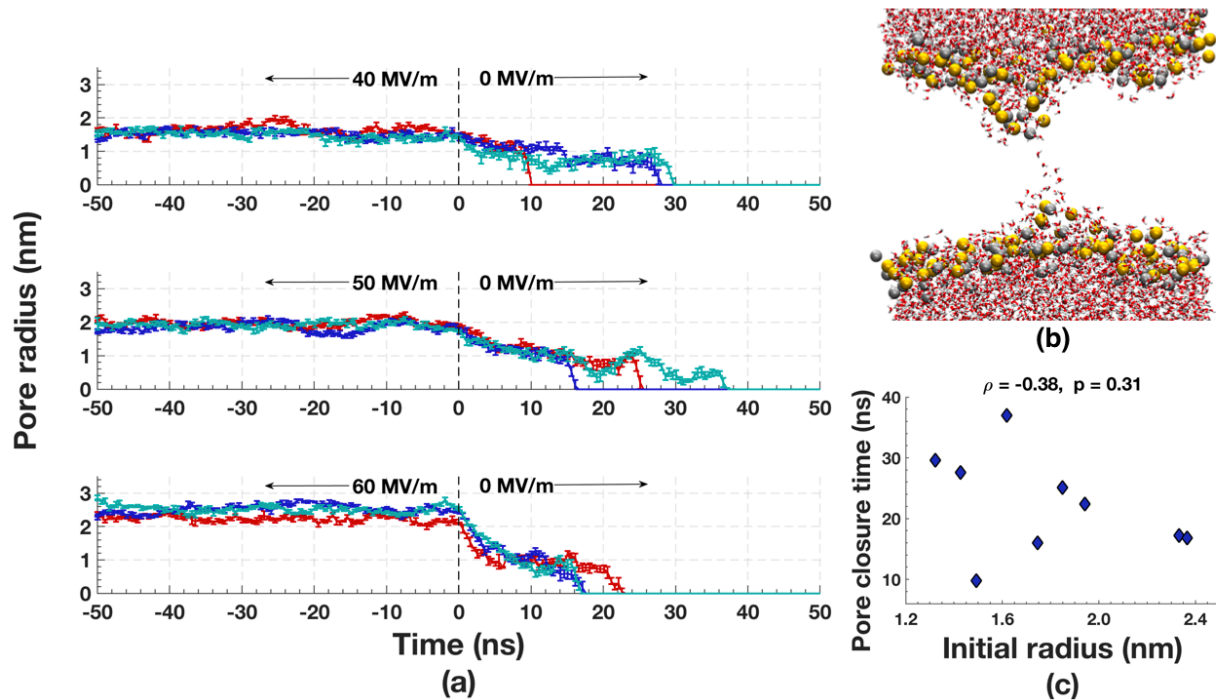 Pore radius (nm)
40 MV/m 0 MV/m
3
2
1
0
-50 -40 -30 -20 -10 0 10 20 30 40 50
50 MV/m 0 MV/m
3
2
1
0
-50 -40 -30 -20 -10 0 10 20 30 40 50
60 MV/m 0 MV/m
3
2
1
0
-50 -40 -30 -20 -10 0 10 20 30 40 50
Time (ns)
(a)
(b)
ρ = -0.38, p = 0.31
Pore closure time (ns)
40
30
20
10
1.2 1.6 2.0 2.4
Initial radius (nm)
(c)